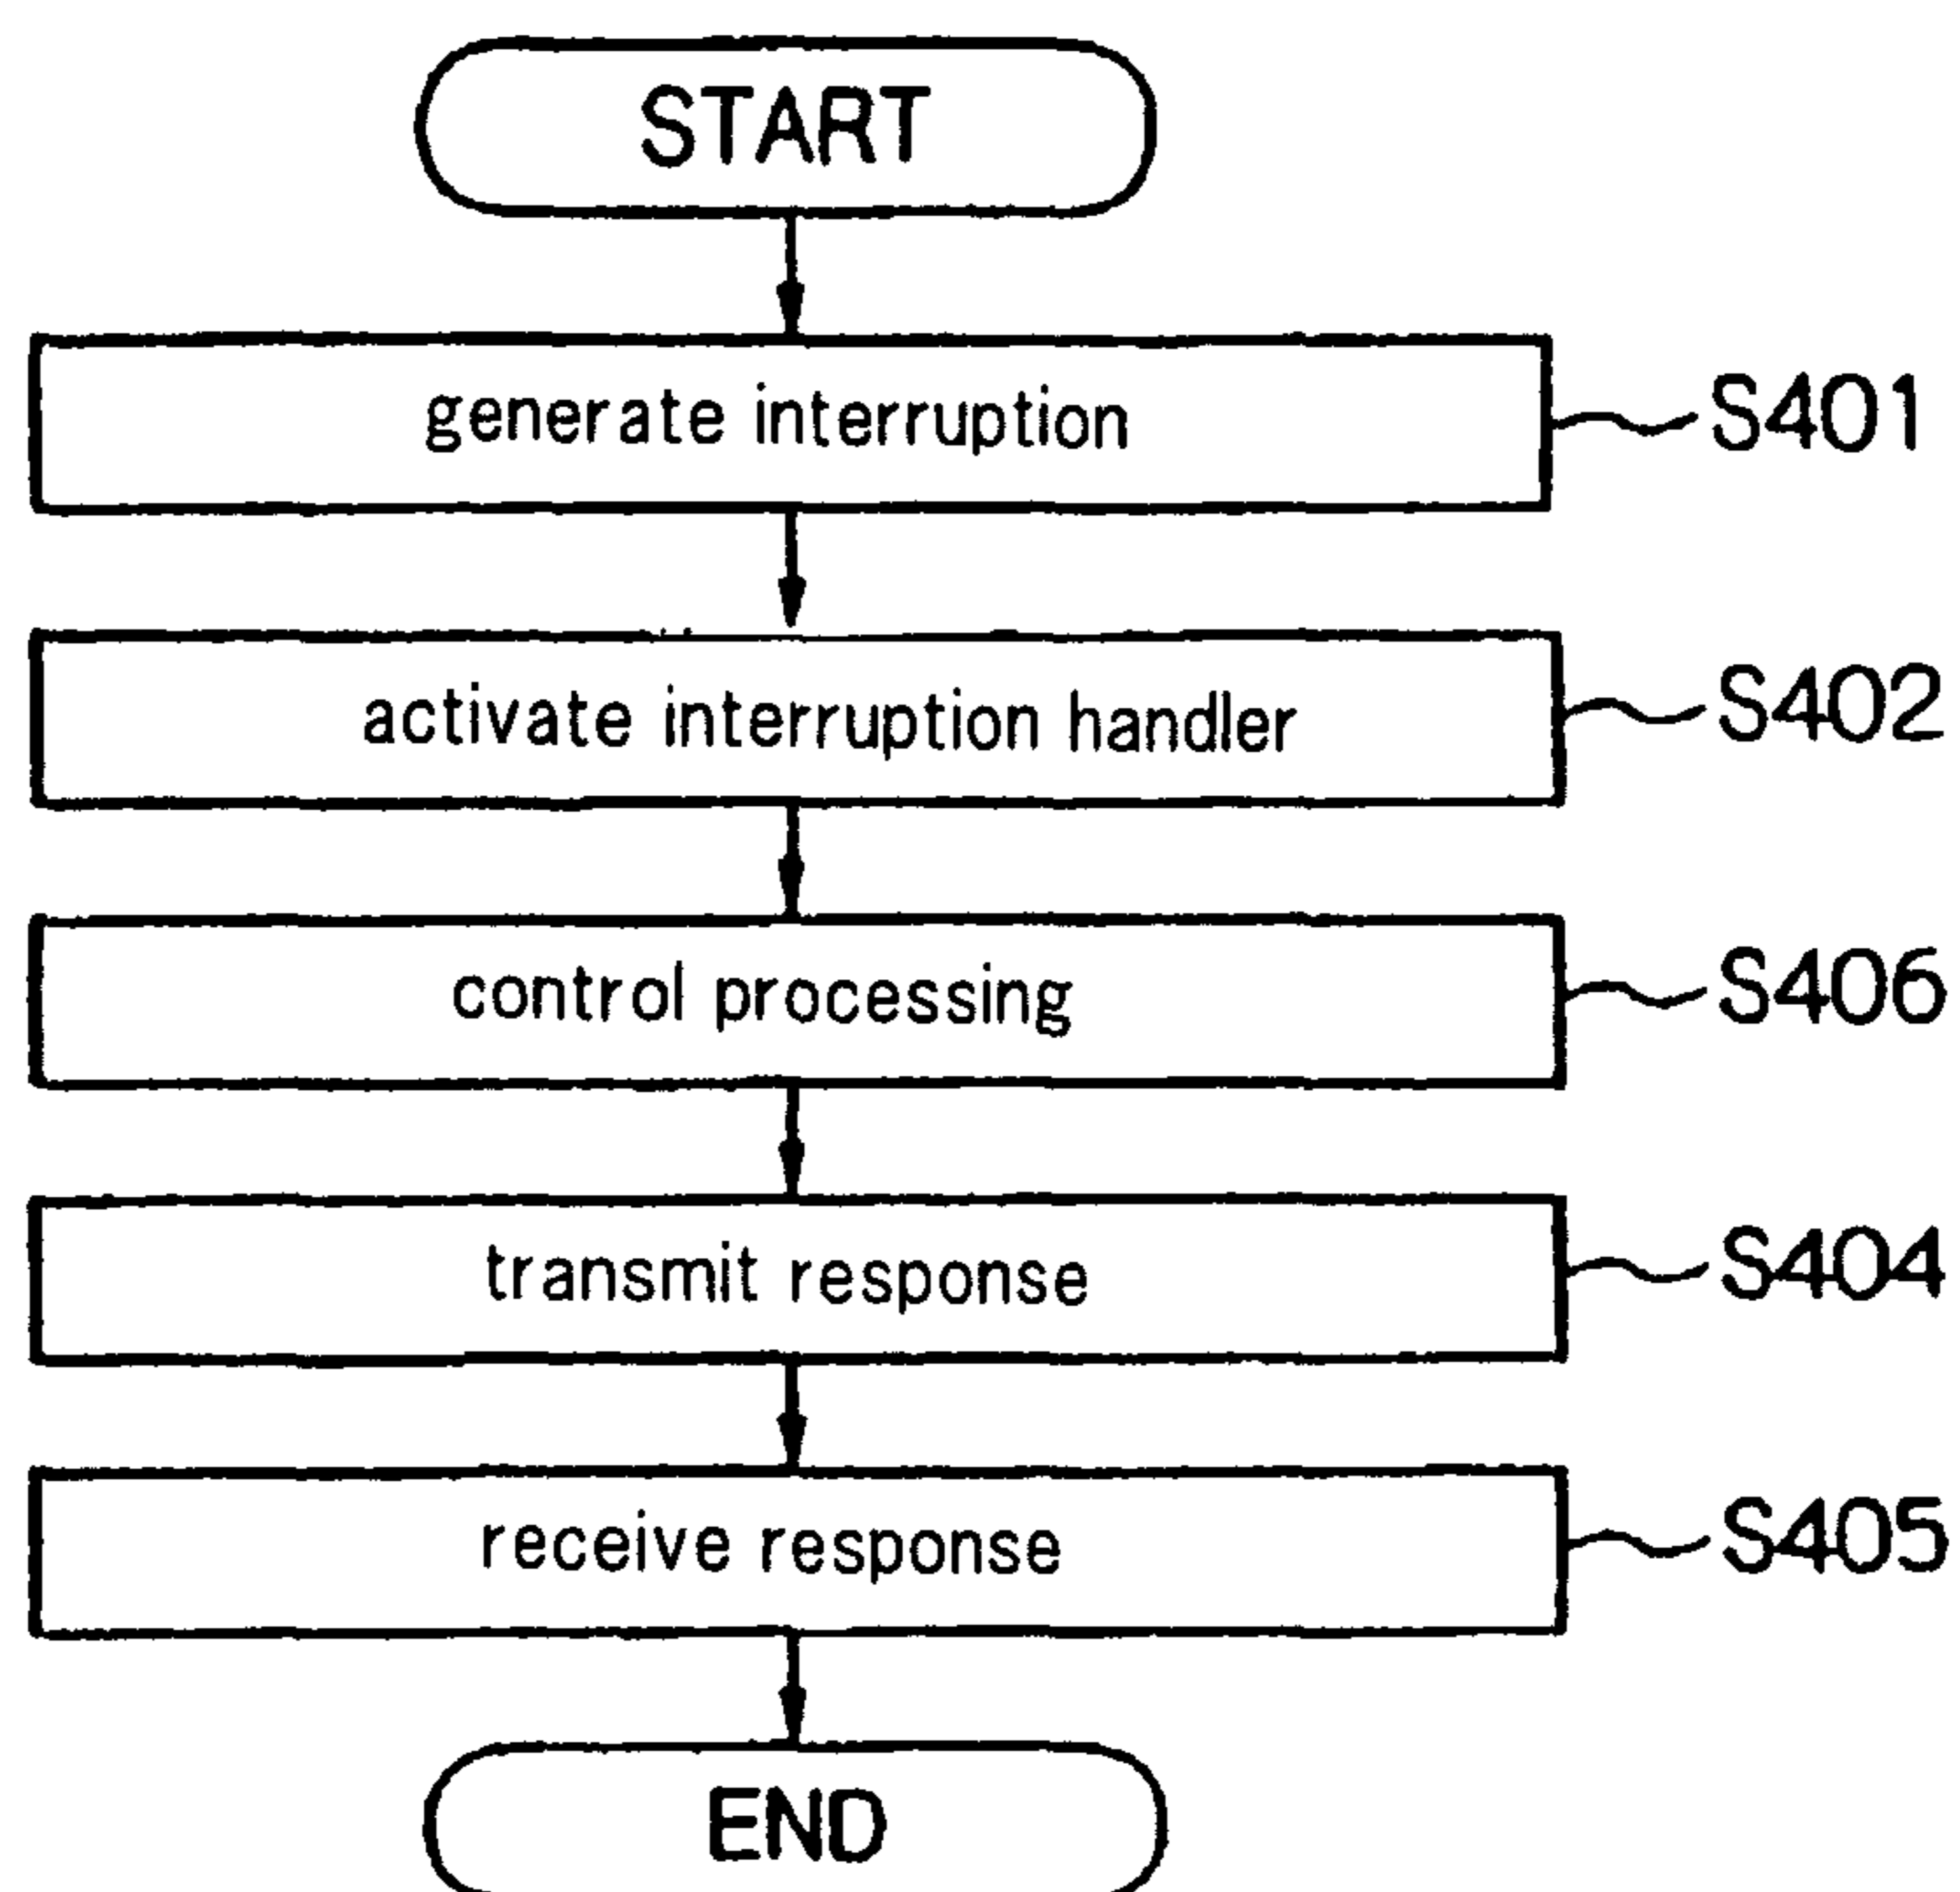 START
generate interruption S401
activate interruption handler S402
control processing S406
transmit response S404
receive response S405
END